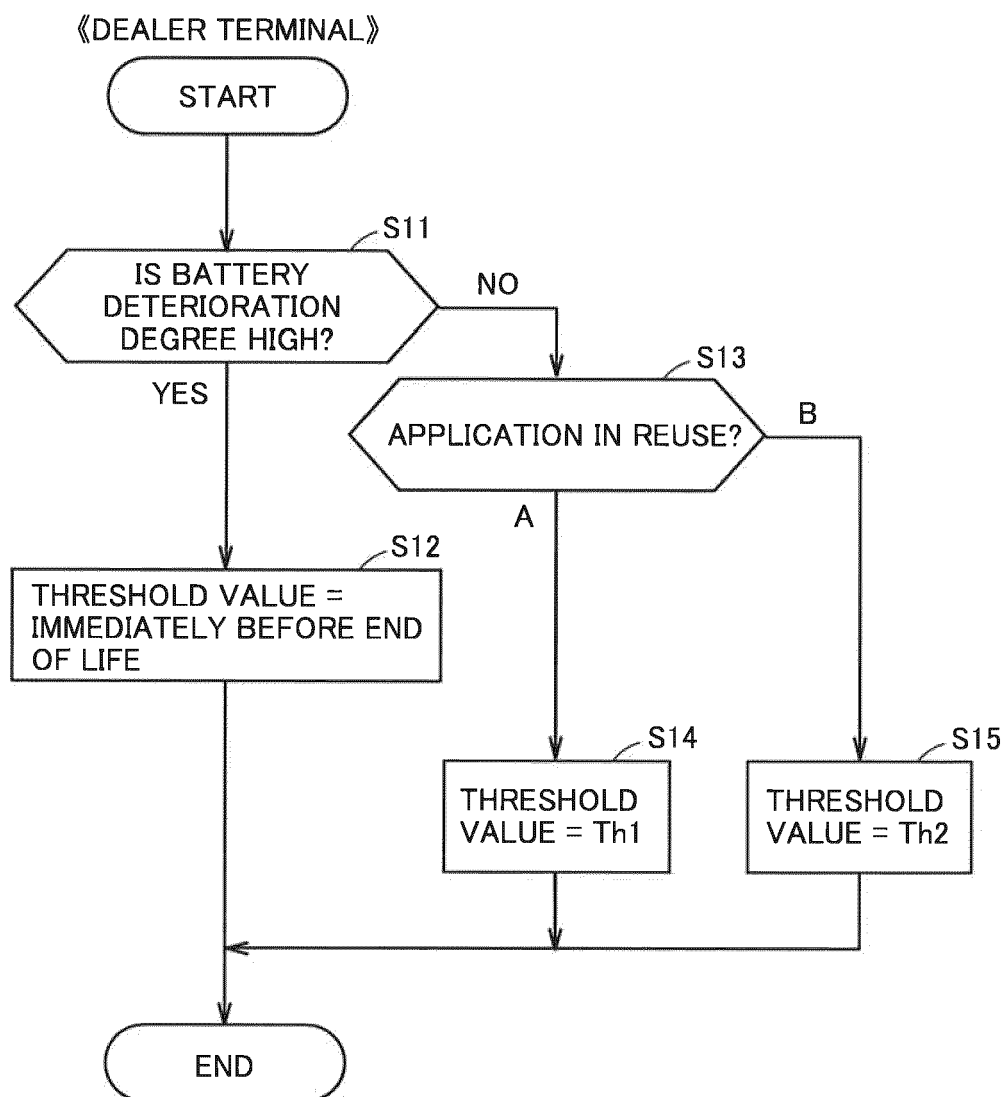 《DEALER TERMINAL》
START
S11
IS BATTERY
DETERIORATION
DEGREE HIGH?
NO
YES
S13
APPLICATION IN REUSE?
B
A
S12
THRESHOLD VALUE =
IMMEDIATELY BEFORE END
OF LIFE
S14
THRESHOLD
VALUE = Th1
S15
THRESHOLD
VALUE = Th2
END